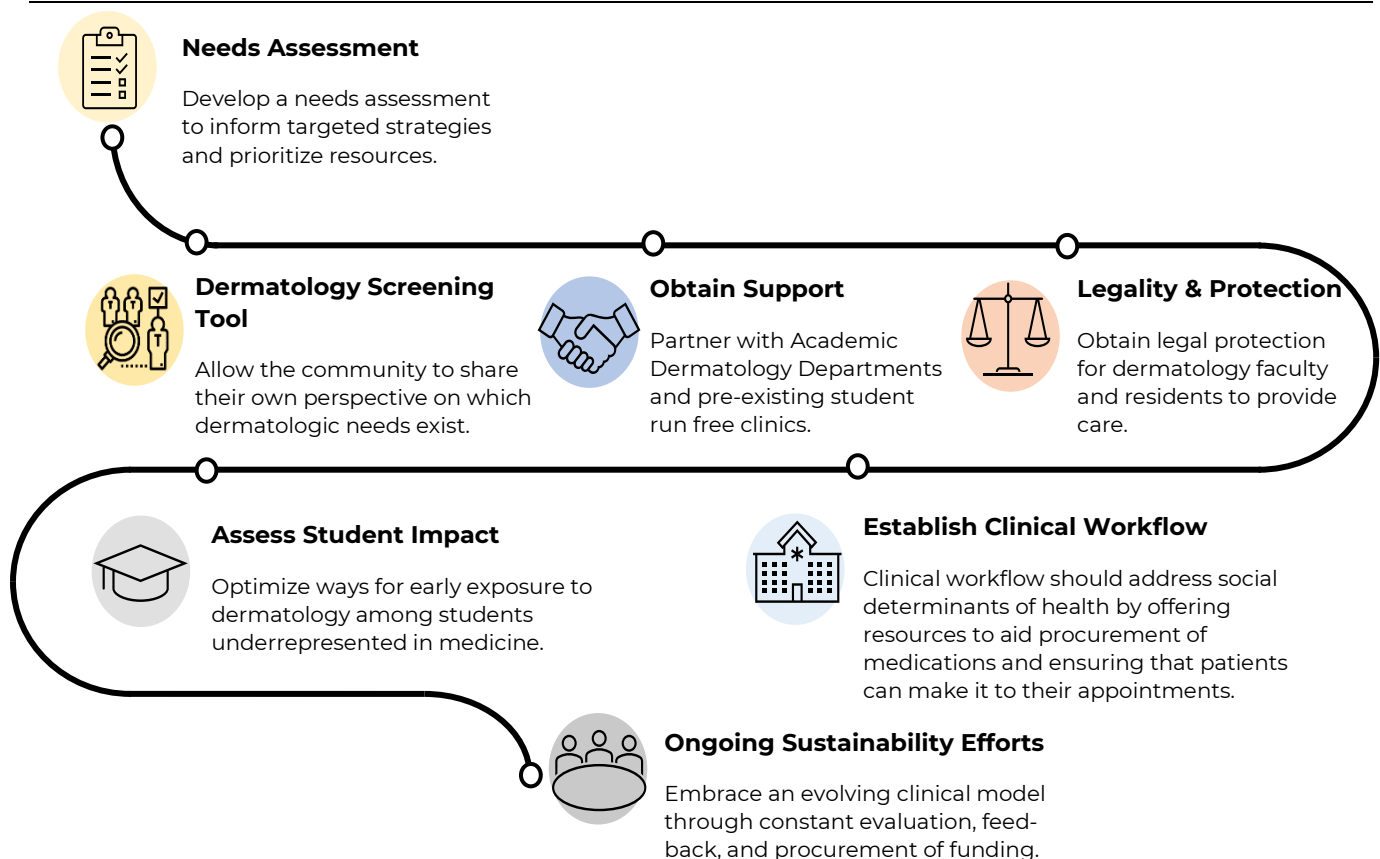 Needs Assessment
Develop a needs assessment
to inform targeted strategies
and prioritize resources.
Dermatology Screening
Tool
Allow the community to share
their own perspective on which
dermatologic needs exist.
Obtain Support
Partner with Academic
Dermatology Departments
and pre-existing student
run free clinics.
Legality & Protection
Obtain legal protection
for dermatology faculty
and residents to provide
care.
Establish Clinical Workflow
Clinical workflow should address social
determinants of health by offering
resources to aid procurement of
medications and ensuring that patients
can make it to their appointments.
Assess Student Impact
Optimize ways for early exposure to
dermatology among students
underrepresented in medicine.
Ongoing Sustainability Efforts
Embrace an evolving clinical model
through constant evaluation, feed-
back, and procurement of funding.